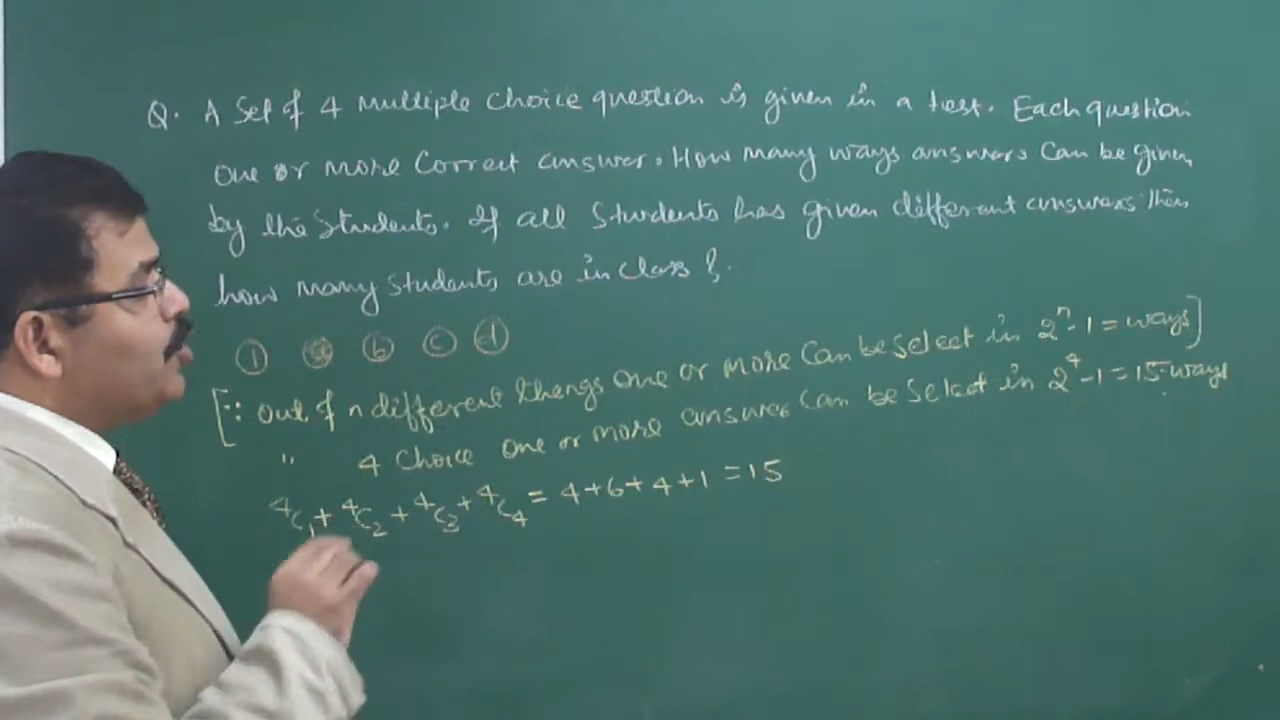 Q. A Set of 4 multiple choice question is given in a test. Each question
one or more correct answer. How many ways answers can be given
by the Students. If all Students has given different answers then
how many students are in class ?.
① ⓐ ⓑ ⓒ ⓓ
[∵ out of n different things one or more can be select in 2ⁿ-1 = ways]
" 4 choice one or more answers can be select in 2⁴-1 = 15 ways
⁴C₁ + ⁴C₂ + ⁴C₃ + ⁴C₄ = 4+6+4+1 = 15